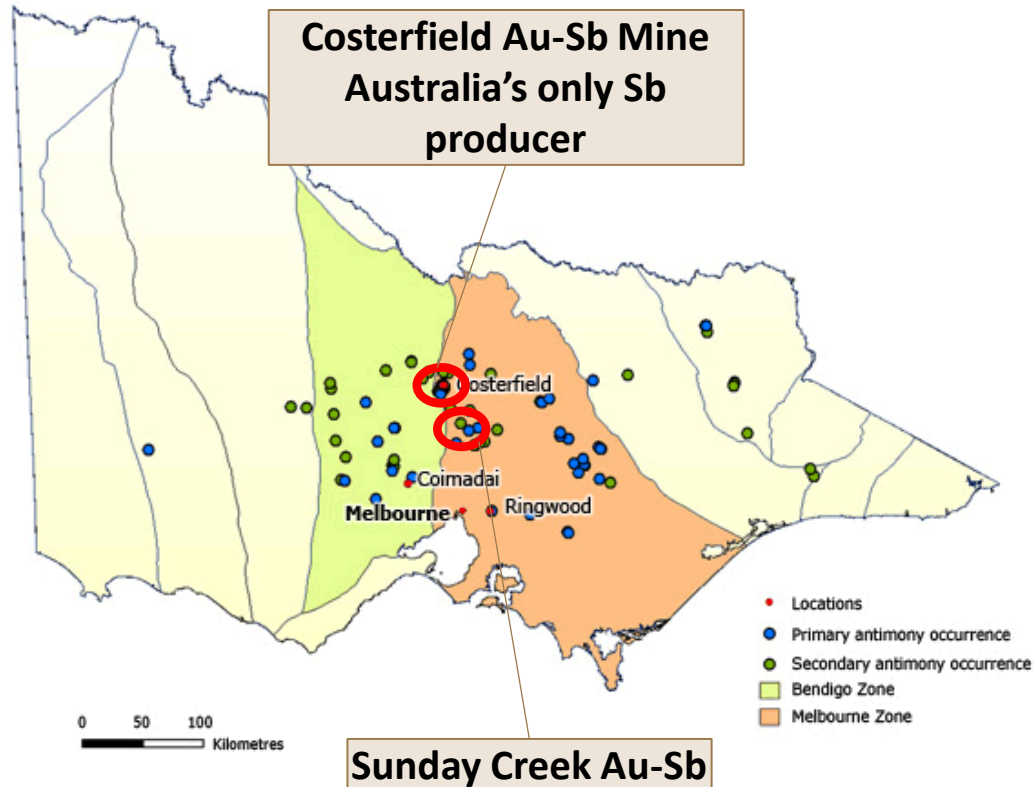 Costerfield Au-Sb Mine
Australia's only Sb
producer
Costerfield
Coimadai
Melbourne
Ringwood
Locations
Primary antimony occurrence
Secondary antimony occurrence
Bendigo Zone
Melbourne Zone
0 50 100
Kilometres
Sunday Creek Au-Sb